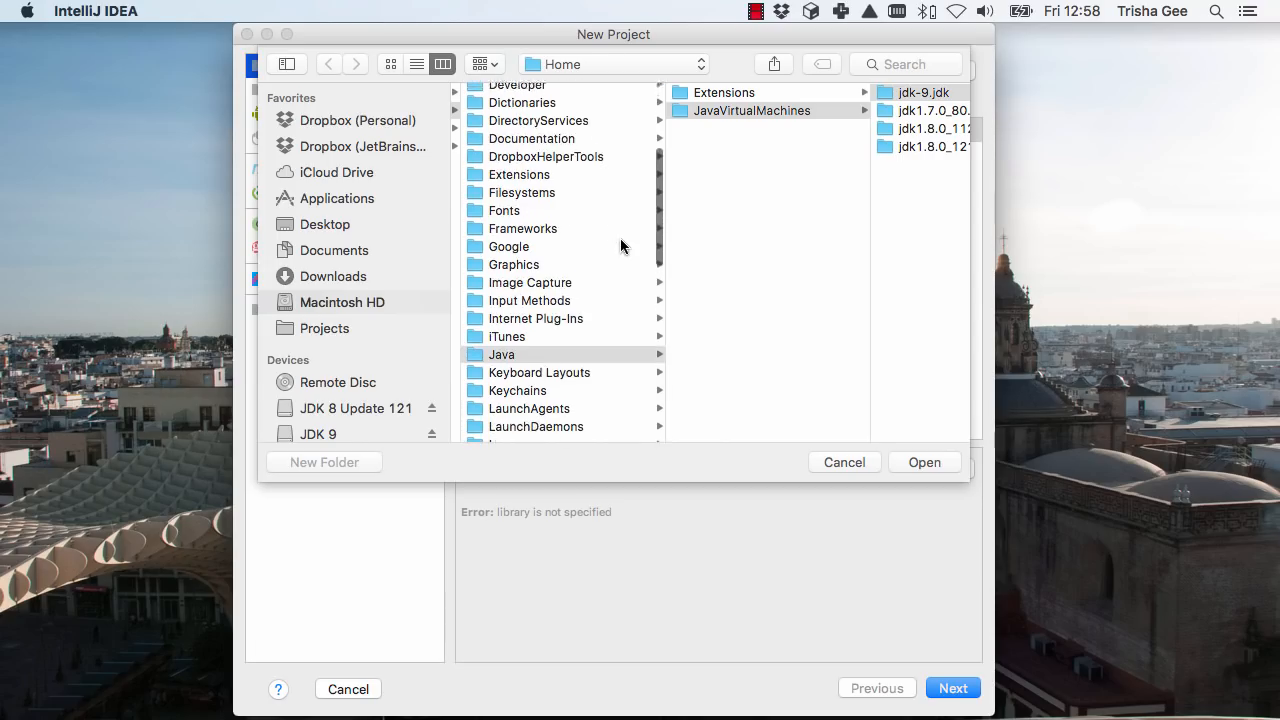 IntelliJ IDEA
Fri 12:58
Trisha Gee
New Project
Home
Search
Favorites
Dropbox (Personal)
Dropbox (JetBrains...
iCloud Drive
Applications
Desktop
Documents
Downloads
Macintosh HD
Projects
Devices
Remote Disc
JDK 8 Update 121
JDK 9
Developer
Dictionaries
DirectoryServices
Documentation
DropboxHelperTools
Extensions
Filesystems
Fonts
Frameworks
Google
Graphics
Image Capture
Input Methods
Internet Plug-Ins
iTunes
Java
Keyboard Layouts
Keychains
LaunchAgents
LaunchDaemons
Extensions
JavaVirtualMachines
jdk-9.jdk
jdk1.7.0_80.
jdk1.8.0_112
jdk1.8.0_121
New Folder
Cancel
Open
Error: library is not specified
?
Cancel
Previous
Next